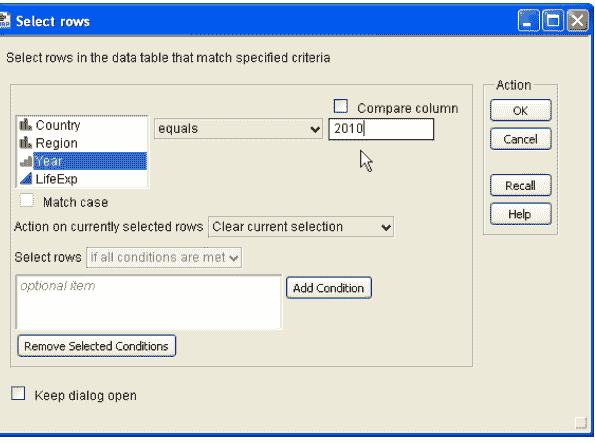 Select rows
Select rows in the data table that match specified criteria
Action
Compare column
OK
Country
equals
2010
Region
Cancel
Year
LifeExp
Match case
Recall
Action on currently selected rows Clear current selection
Help
Select rows if all conditions are met
optional item
Add Condition
Remove Selected Conditions
Keep dialog open